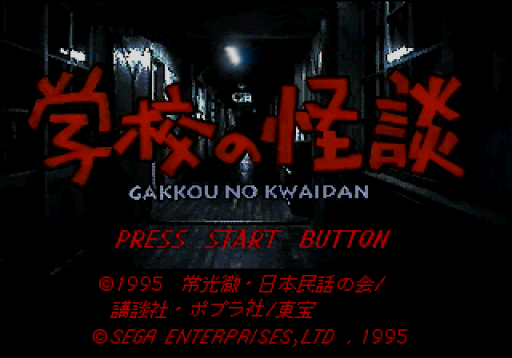 学校の怪談
GAKKOU NO KWAIDAN
PRESS START BUTTON
©1995 常光徹・日本民話の会/
講談社・ポプラ社/東宝
©SEGA ENTERPRISES,LTD.1995